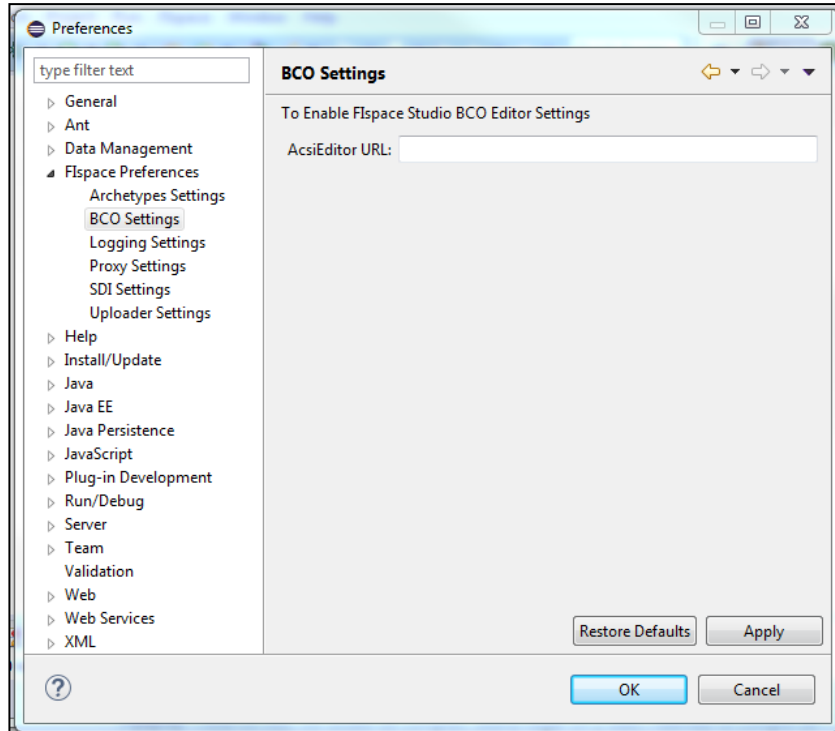 Preferences
type filter text
General
Ant
Data Management
FIspace Preferences
Archetypes Settings
BCO Settings
Logging Settings
Proxy Settings
SDI Settings
Uploader Settings
Help
Install/Update
Java
Java EE
Java Persistence
JavaScript
Plug-in Development
Run/Debug
Server
Team
Validation
Web
Web Services
XML
BCO Settings
To Enable FIspace Studio BCO Editor Settings
AcsiEditor URL:
Restore Defaults
Apply
?
OK
Cancel